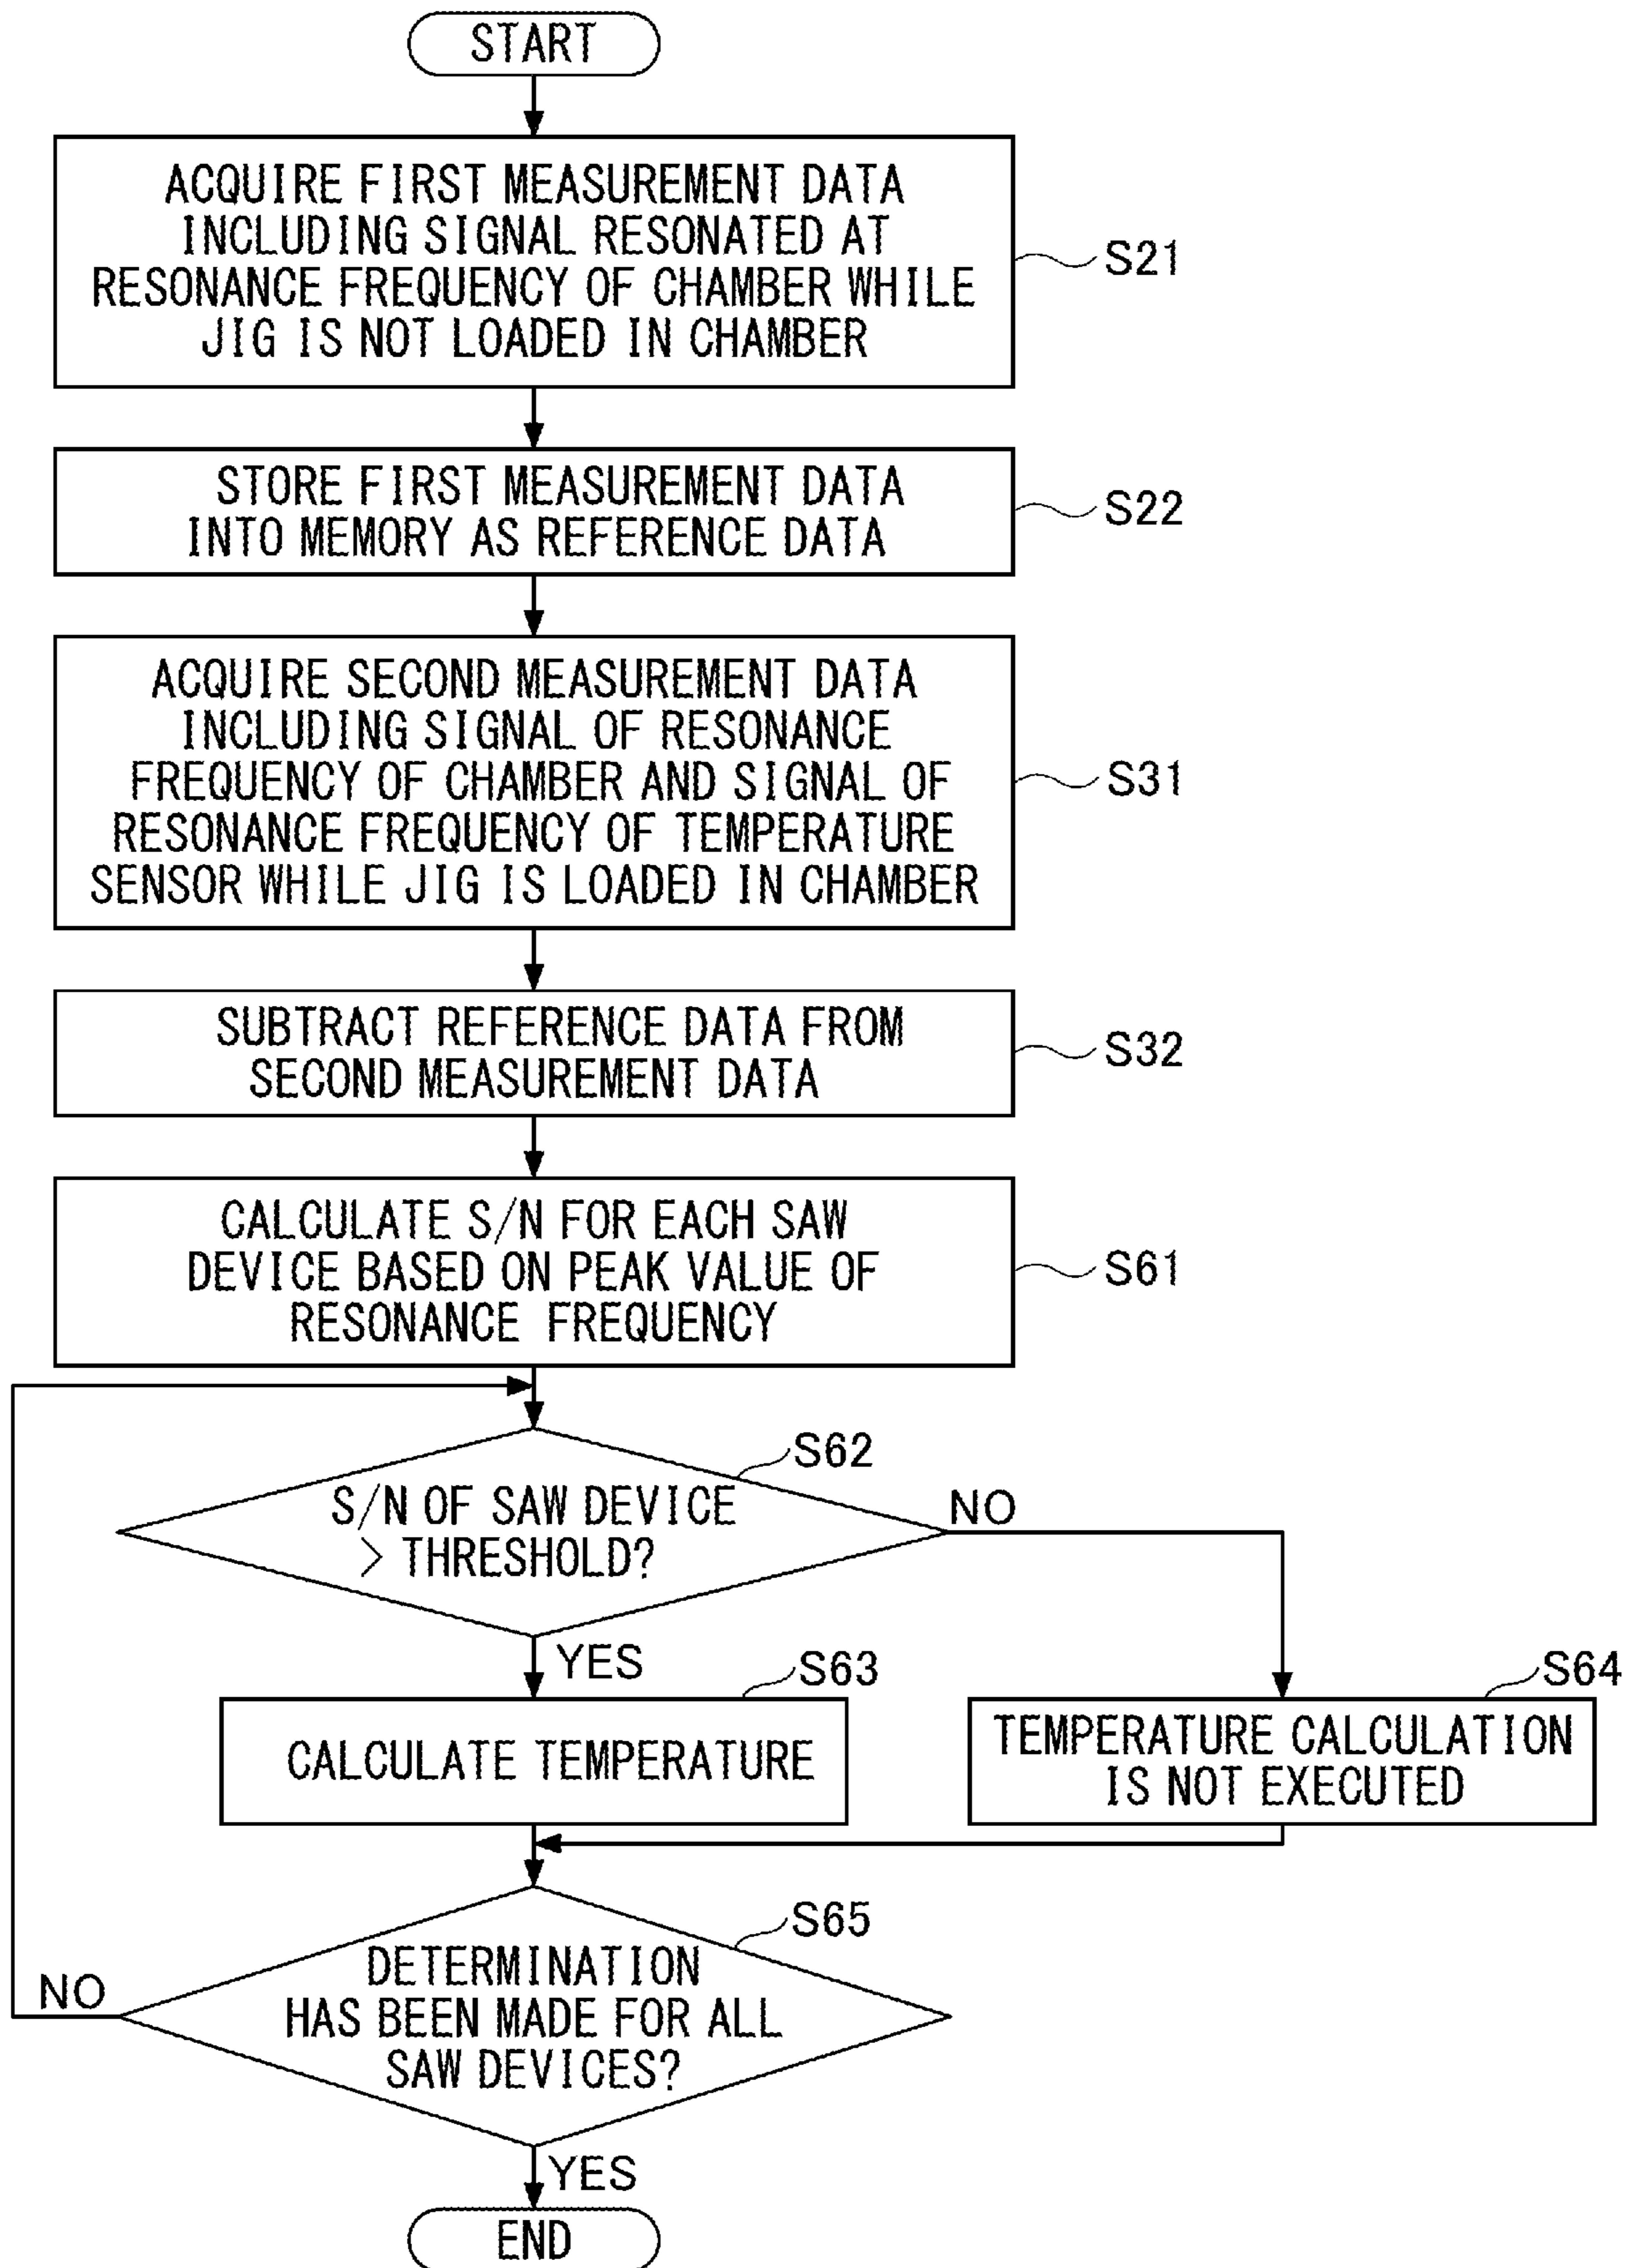 START
ACQUIRE FIRST MEASUREMENT DATA
INCLUDING SIGNAL RESONATED AT
RESONANCE FREQUENCY OF CHAMBER WHILE
JIG IS NOT LOADED IN CHAMBER
S21
STORE FIRST MEASUREMENT DATA
INTO MEMORY AS REFERENCE DATA
S22
ACQUIRE SECOND MEASUREMENT DATA
INCLUDING SIGNAL OF RESONANCE
FREQUENCY OF CHAMBER AND SIGNAL OF
RESONANCE FREQUENCY OF TEMPERATURE
SENSOR WHILE JIG IS LOADED IN CHAMBER
S31
SUBTRACT REFERENCE DATA FROM
SECOND MEASUREMENT DATA
S32
CALCULATE S/N FOR EACH SAW
DEVICE BASED ON PEAK VALUE OF
RESONANCE FREQUENCY
S61
S62
S/N OF SAW DEVICE
> THRESHOLD?
NO
YES
S63
CALCULATE TEMPERATURE
S64
TEMPERATURE CALCULATION
IS NOT EXECUTED
S65
DETERMINATION
HAS BEEN MADE FOR ALL
SAW DEVICES?
NO
YES
END